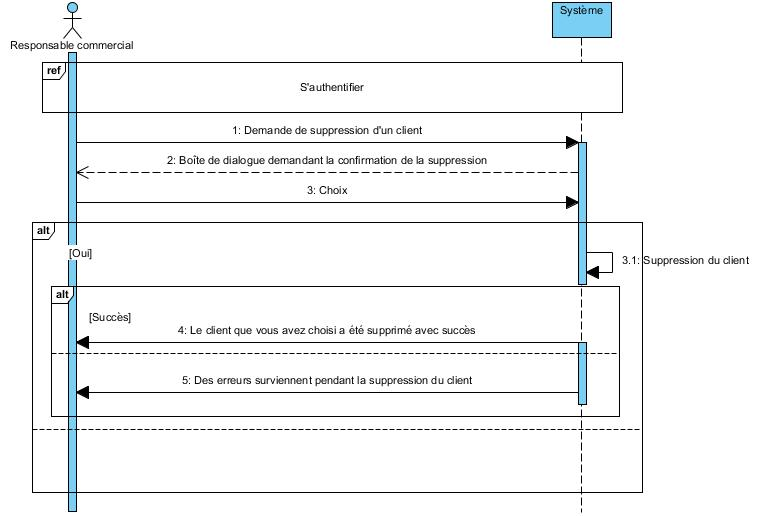 Système
Responsable commercial
ref
S'authentifier
1: Demande de suppression d'un client
2: Boîte de dialogue demandant la confirmation de la suppression
3: Choix
alt
[Oui]
3.1: Suppression du client
alt
[Succès]
4: Le client que vous avez choisi a été supprimé avec succès
5: Des erreurs surviennent pendant la suppression du client